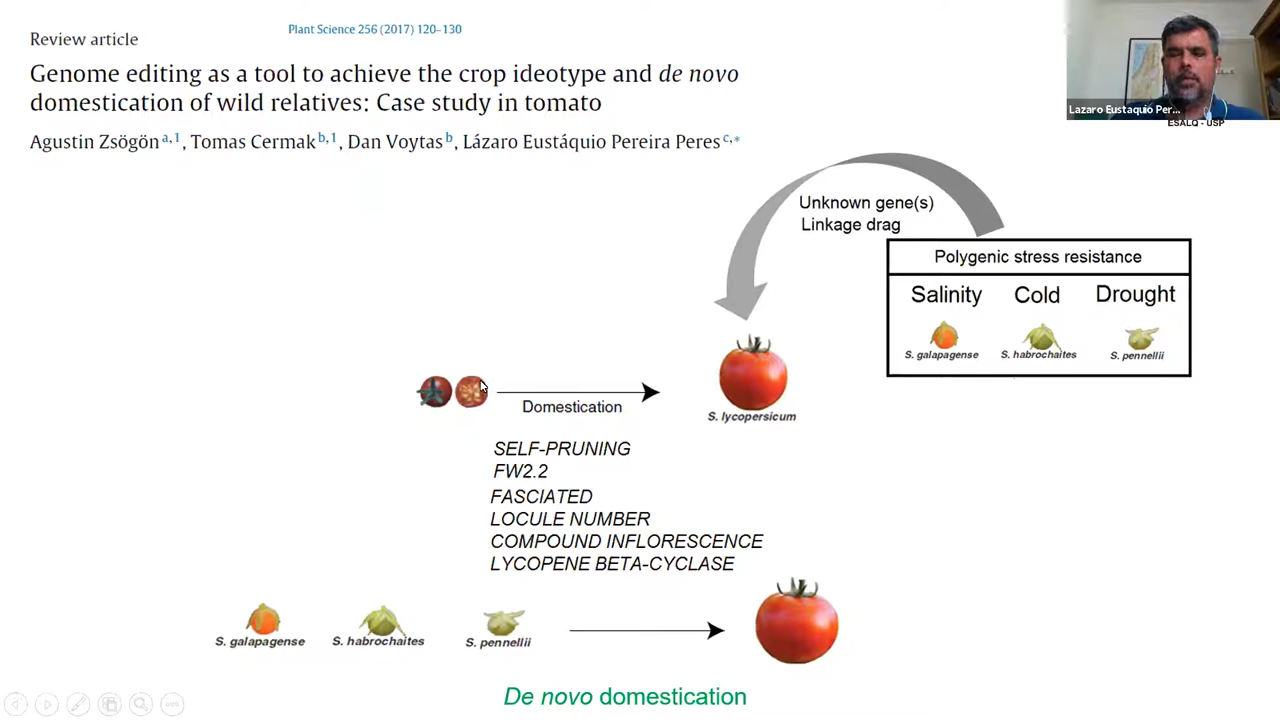 Plant Science 256 (2017) 120–130
Review article
Genome editing as a tool to achieve the crop ideotype and de novo
domestication of wild relatives: Case study in tomato
Agustin Zsögön a,1, Tomas Cermak b,1, Dan Voytas b, Lázaro Eustáquio Pereira Peres c,*
Lazaro Eustaquio Per...
ESALQ - USP
Unknown gene(s)
Linkage drag
Polygenic stress resistance
Salinity Cold Drought
S. galapagense S. habrochaites S. pennellii
Domestication
S. lycopersicum
SELF-PRUNING
FW2.2
FASCIATED
LOCULE NUMBER
COMPOUND INFLORESCENCE
LYCOPENE BETA-CYCLASE
S. galapagense S. habrochaites S. pennellii
De novo domestication